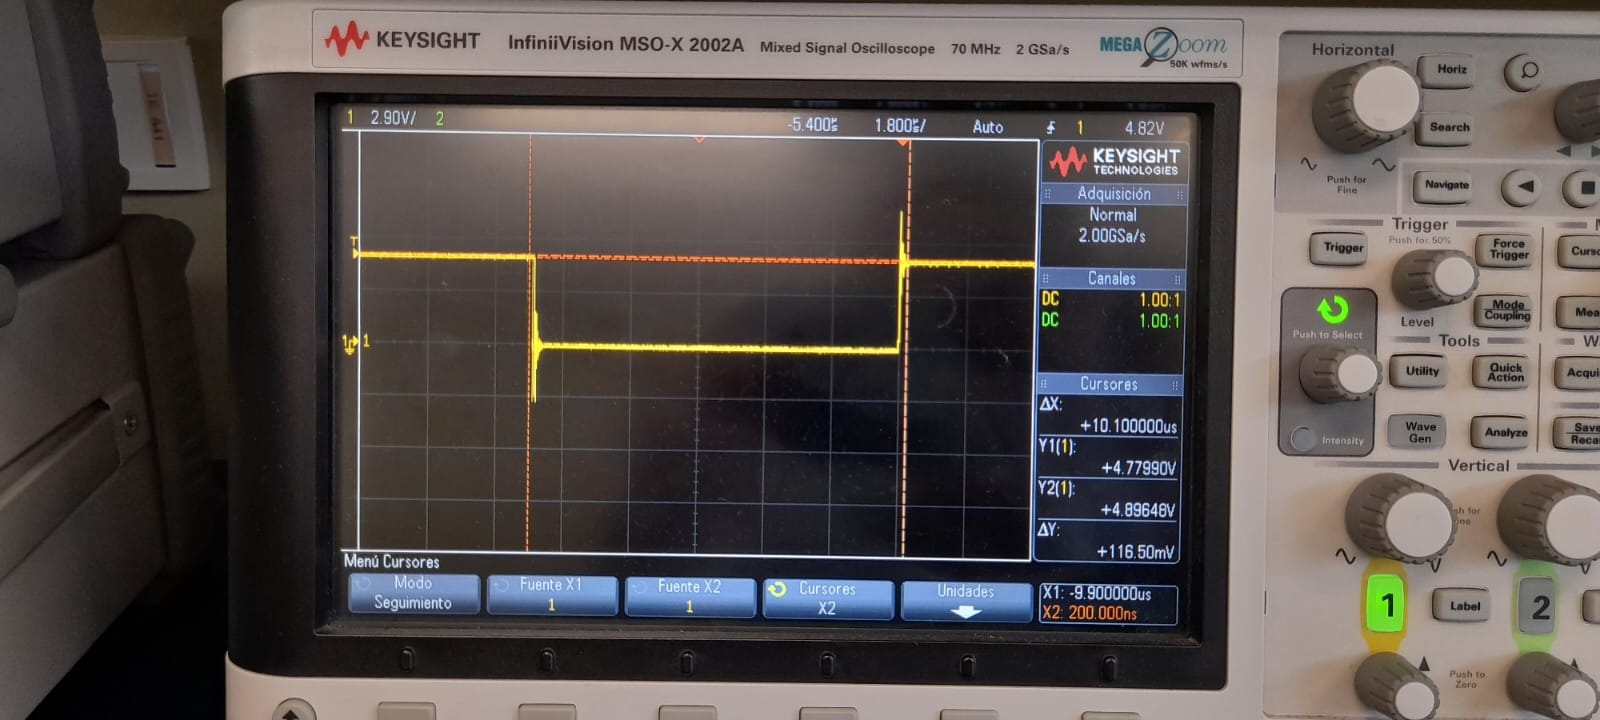 KEYSIGHT InfiniiVision MSO-X 2002A Mixed Signal Oscilloscope 70 MHz 2 GSa/s MEGA Zoom
50K wfms/s
1 2.90V/ 2 -5.400us 1.800us/ Auto 1 4.82V
KEYSIGHT
TECHNOLOGIES
Adquisición
Normal
2.00GSa/s
Canales
DC 1.00:1
DC 1.00:1
Cursores
ΔX:
+10.100000us
Y1(1):
+4.77990V
Y2(1):
+4.89648V
ΔY:
+116.50mV
T
1
Menú Cursores
Modo
Seguimiento
Fuente X1
1
Fuente X2
1
Cursores
X2
Unidades
X1: -9.900000us
X2: 200.000ns
Horizontal
Horiz
Search
Push for
Fine
Navigate
Trigger
Push for 50%
Trigger
Force
Trigger
Mode
Coupling
Level
Push to Select
Intensity
Tools
Utility
Quick
Action
Wave
Gen
Analyze
Vertical
1
Label
2
Push to
Zero